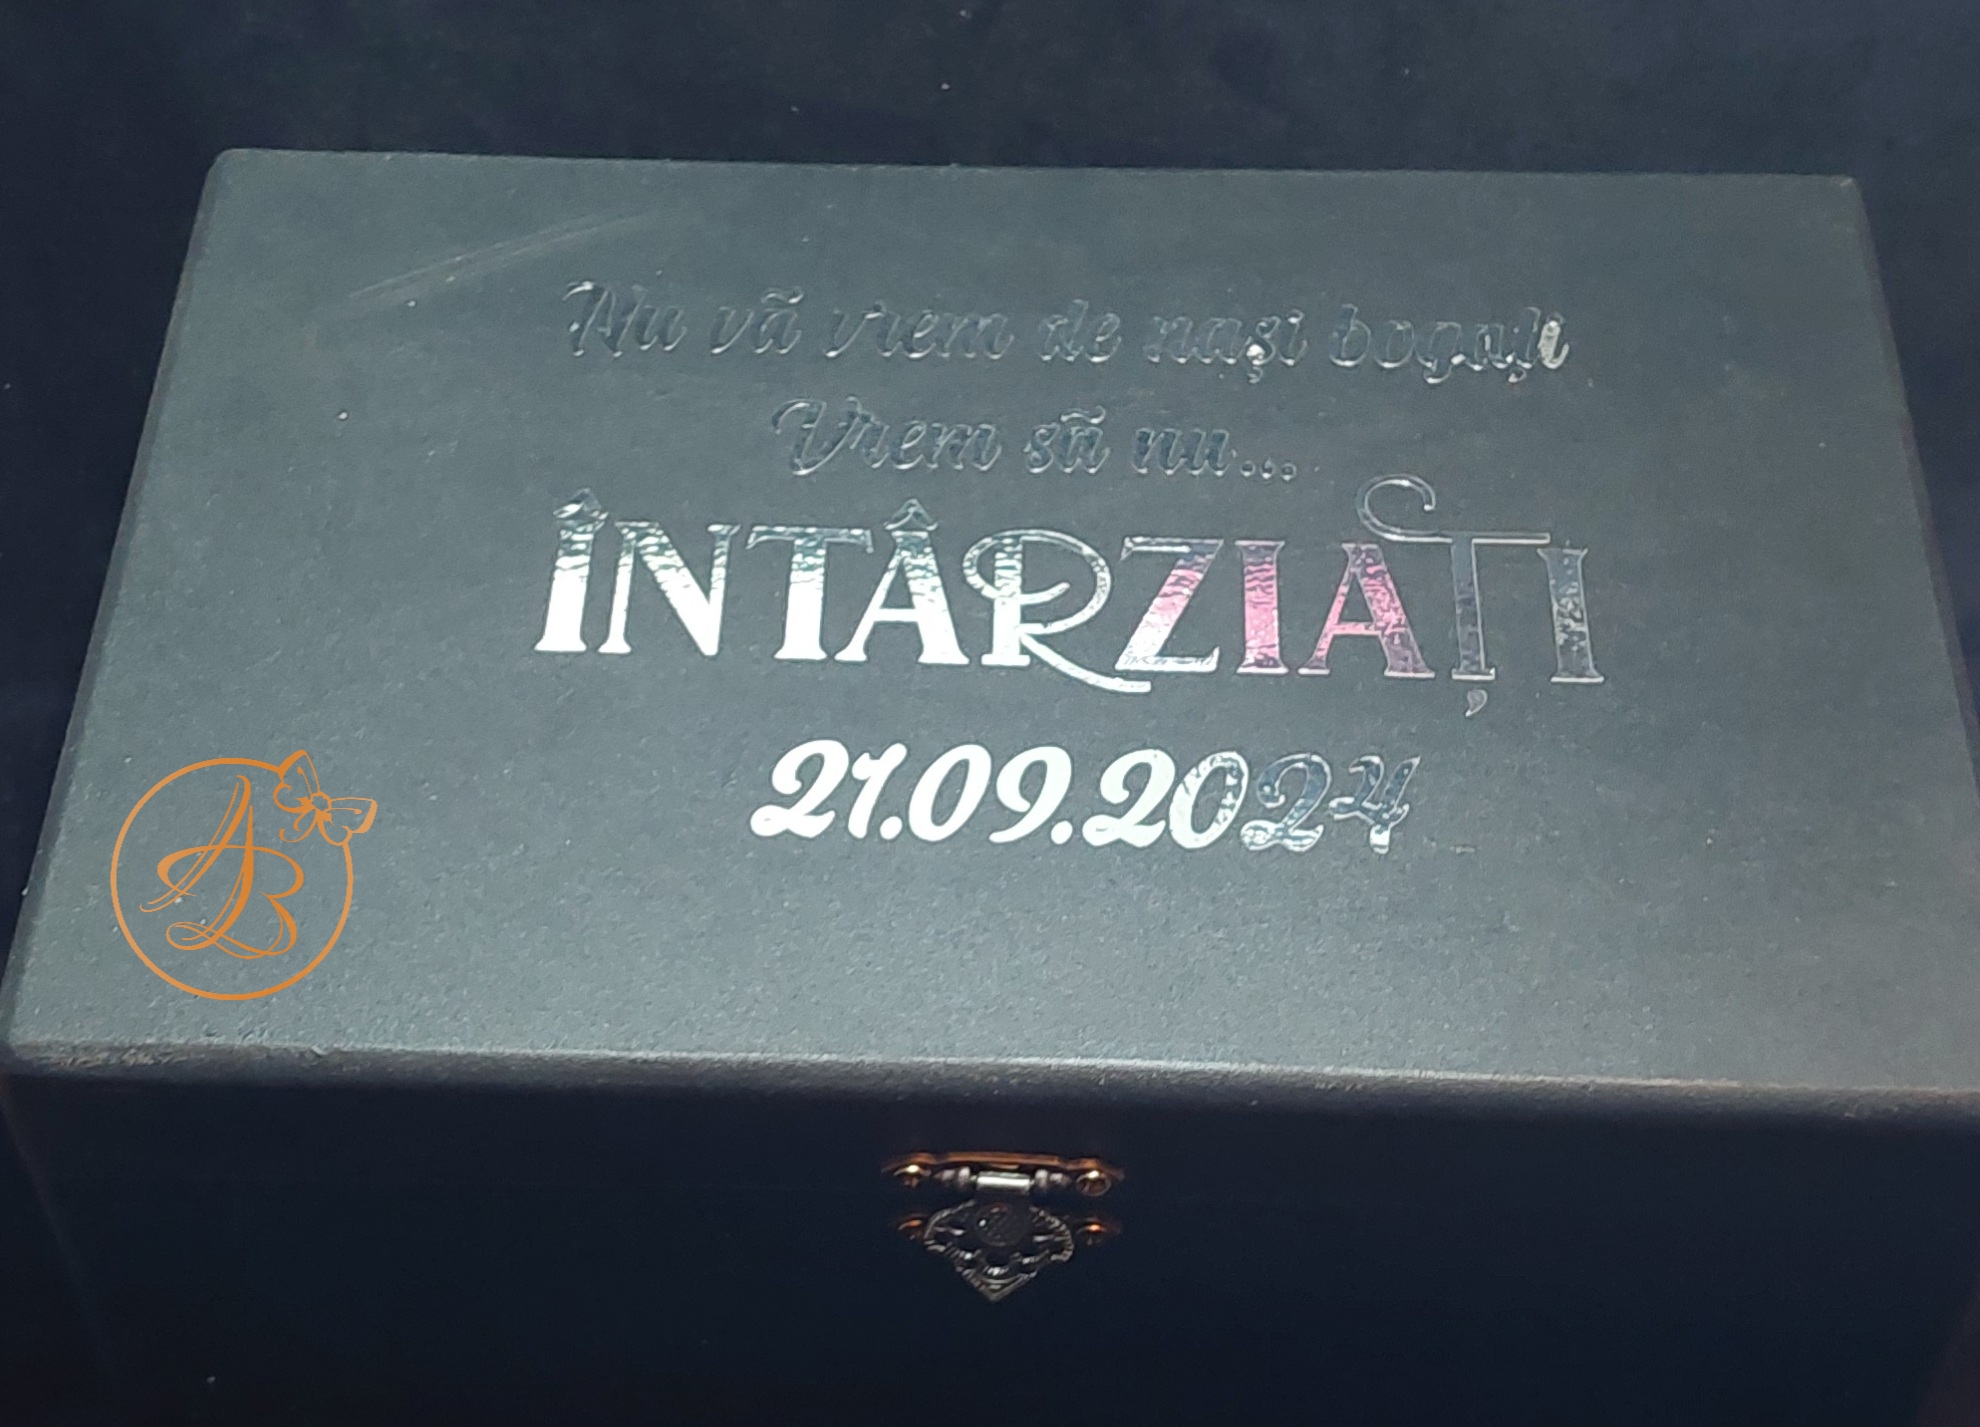 Nu vă vrem de nași bogați
Vrem să nu...
ÎNTÂRZIAȚI
21.09.2024
AB